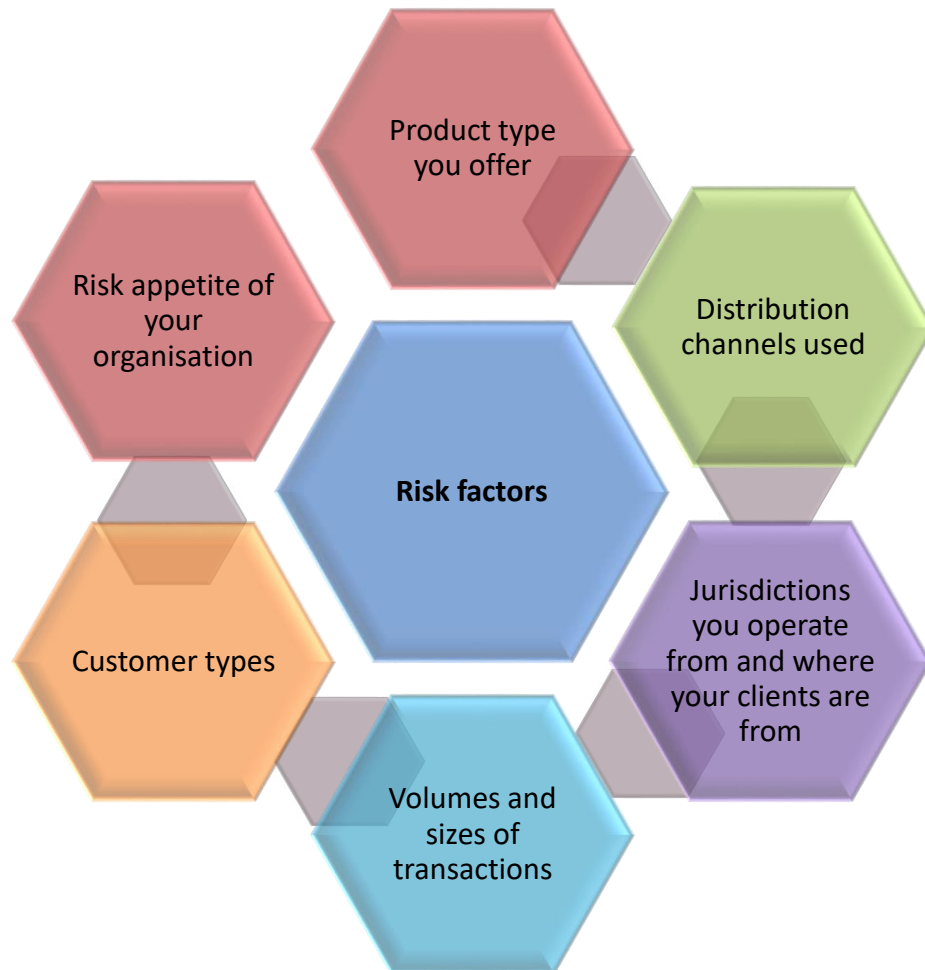 Product type
you offer
Distribution
channels used
Jurisdictions
you operate
from and where
your clients are
from
Volumes and
sizes of
transactions
Customer types
Risk appetite of
your
organisation
Risk factors